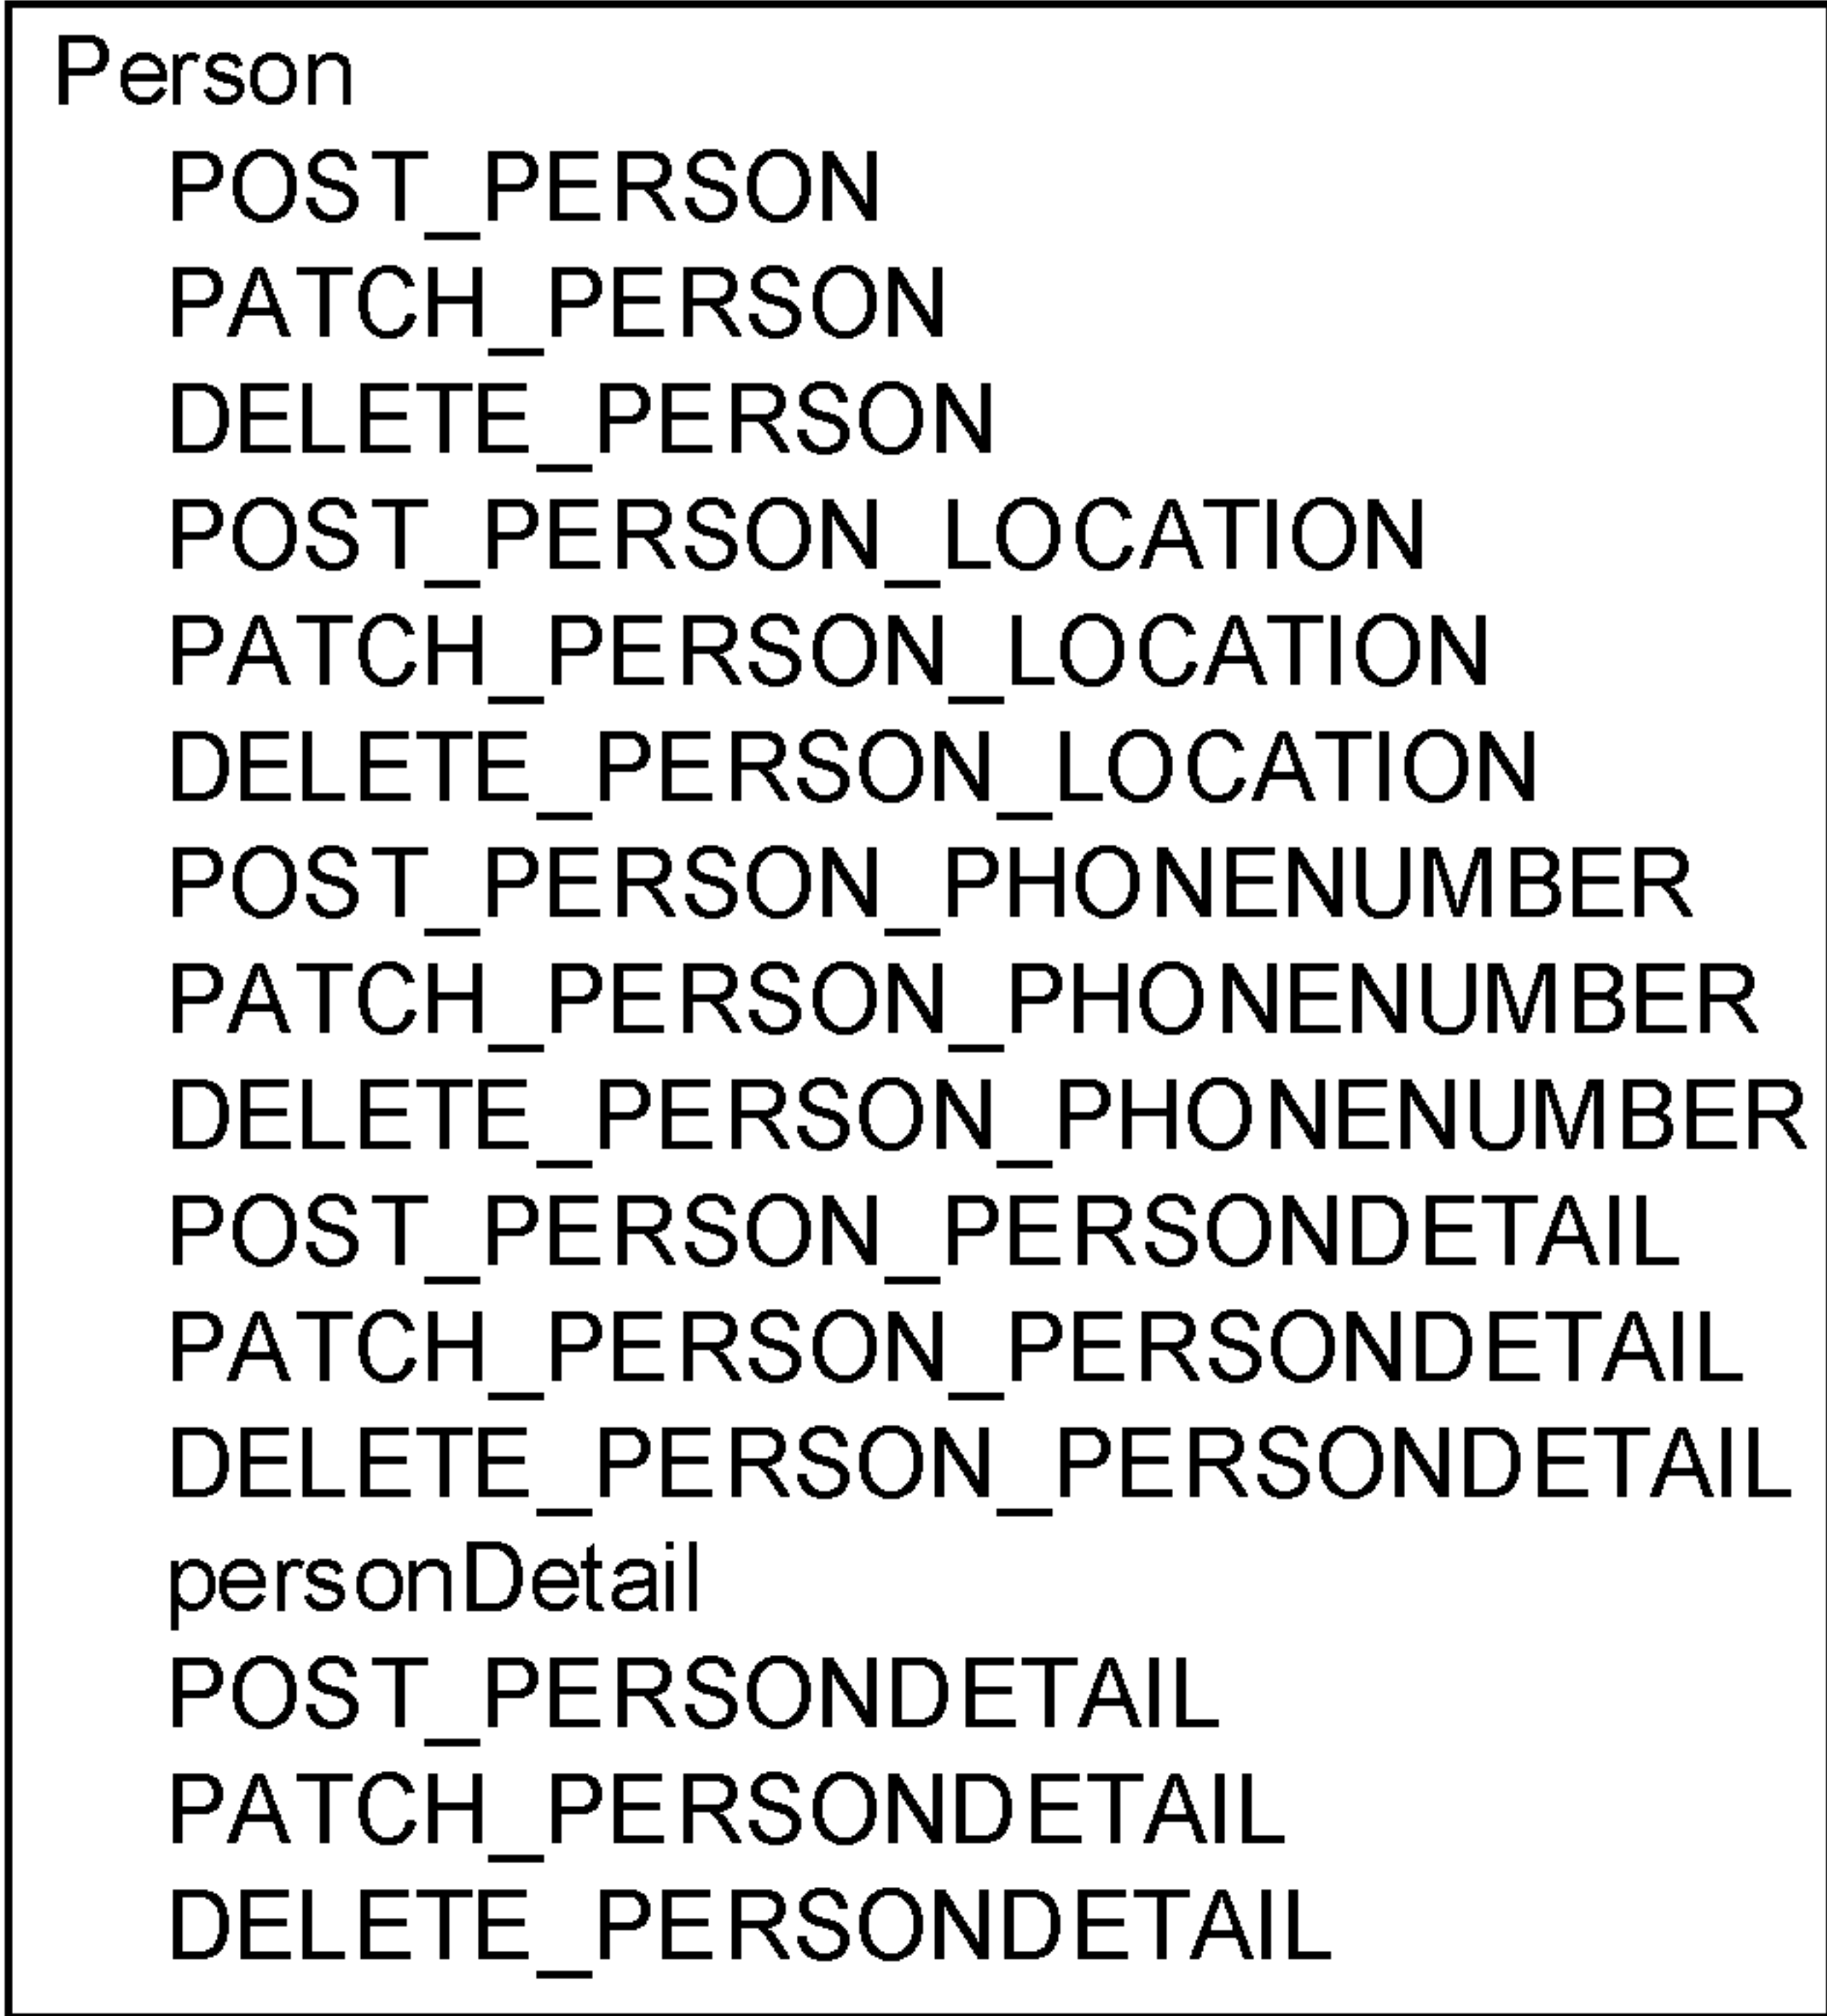 Person
POST_PERSON
PATCH_PERSON
DELETE_PERSON
POST_PERSON_LOCATION
PATCH_PERSON_LOCATION
DELETE_PERSON_LOCATION
POST_PERSON_PHONENUMBER
PATCH_PERSON_PHONENUMBER
DELETE_PERSON_PHONENUMBER
POST_PERSON_PERSONDETAIL
PATCH_PERSON_PERSONDETAIL
DELETE_PERSON_PERSONDETAIL
personDetail
POST_PERSONDETAIL
PATCH_PERSONDETAIL
DELETE_PERSONDETAIL